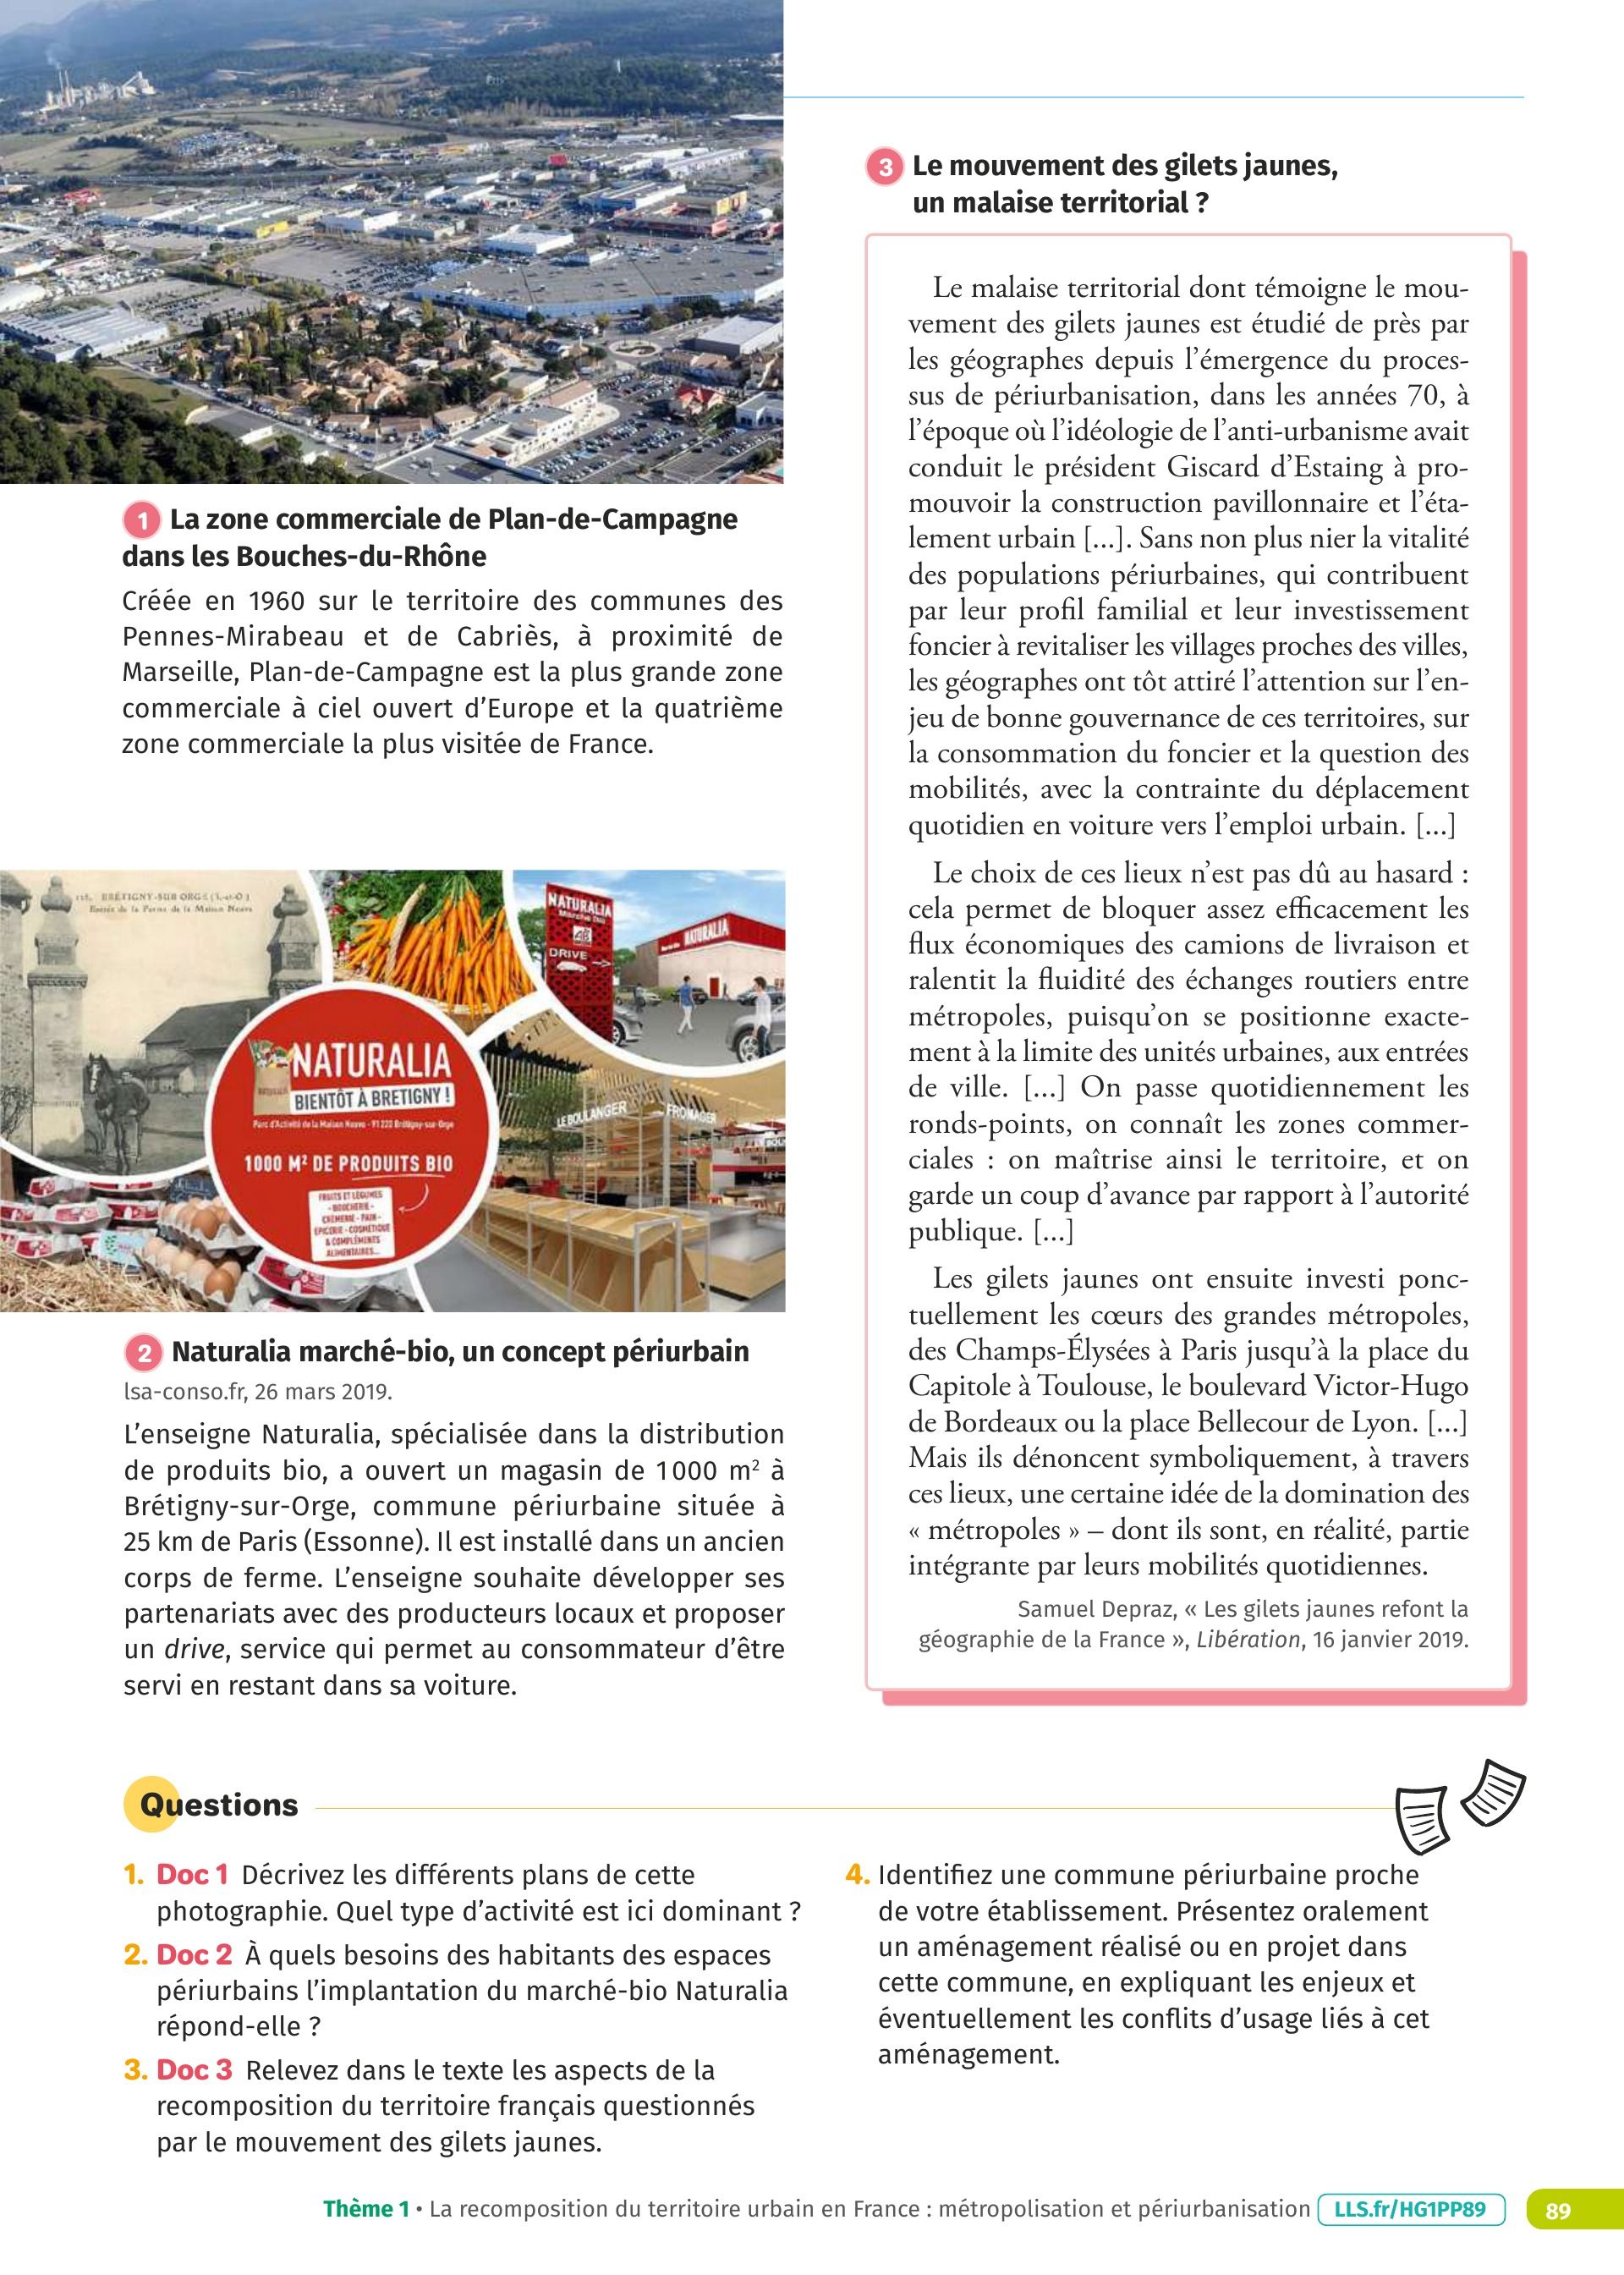 1 La zone commerciale de Plan-de-Campagne
dans les Bouches-du-Rhône
Créée en 1960 sur le territoire des communes des
Pennes-Mirabeau et de Cabriès, à proximité de
Marseille, Plan-de-Campagne est la plus grande zone
commerciale à ciel ouvert d'Europe et la quatrième
zone commerciale la plus visitée de France.
128. BRÉTIGNY-SUR-ORGE (S.-et-O.)
Entrée de la Ferme de la Maison Neuve
NATURALIA
Marché Bio
AB
DRIVE
NATURALIA
NATURALIA
BIENTÔT À BRETIGNY !
Parc d'Activité de la Maison Neuve - 91 220 Brétigny-sur-Orge
1000 M² DE PRODUITS BIO
FRUITS ET LÉGUMES
- BOUCHERIE -
CRÈMERIE - PAIN -
ÉPICERIE - COSMÉTIQUE
& COMPLÉMENTS
ALIMENTAIRES...
LE BOULANGER
FROMAGER
2 Naturalia marché-bio, un concept périurbain
lsa-conso.fr, 26 mars 2019.
L'enseigne Naturalia, spécialisée dans la distribution
de produits bio, a ouvert un magasin de 1 000 m² à
Brétigny-sur-Orge, commune périurbaine située à
25 km de Paris (Essonne). Il est installé dans un ancien
corps de ferme. L'enseigne souhaite développer ses
partenariats avec des producteurs locaux et proposer
un drive, service qui permet au consommateur d'être
servi en restant dans sa voiture.
3 Le mouvement des gilets jaunes,
un malaise territorial ?
Le malaise territorial dont témoigne le mou-
vement des gilets jaunes est étudié de près par
les géographes depuis l'émergence du proces-
sus de périurbanisation, dans les années 70, à
l'époque où l'idéologie de l'anti-urbanisme avait
conduit le président Giscard d'Estaing à pro-
mouvoir la construction pavillonnaire et l'éta-
lement urbain [...]. Sans non plus nier la vitalité
des populations périurbaines, qui contribuent
par leur profil familial et leur investissement
foncier à revitaliser les villages proches des villes,
les géographes ont tôt attiré l'attention sur l'en-
jeu de bonne gouvernance de ces territoires, sur
la consommation du foncier et la question des
mobilités, avec la contrainte du déplacement
quotidien en voiture vers l'emploi urbain. [...]
Le choix de ces lieux n'est pas dû au hasard :
cela permet de bloquer assez efficacement les
flux économiques des camions de livraison et
ralentit la fluidité des échanges routiers entre
métropoles, puisqu'on se positionne exacte-
ment à la limite des unités urbaines, aux entrées
de ville. [...] On passe quotidiennement les
ronds-points, on connaît les zones commer-
ciales : on maîtrise ainsi le territoire, et on
garde un coup d'avance par rapport à l'autorité
publique. [...]
Les gilets jaunes ont ensuite investi ponc-
tuellement les cœurs des grandes métropoles,
des Champs-Élysées à Paris jusqu'à la place du
Capitole à Toulouse, le boulevard Victor-Hugo
de Bordeaux ou la place Bellecour de Lyon. [...]
Mais ils dénoncent symboliquement, à travers
ces lieux, une certaine idée de la domination des
« métropoles » – dont ils sont, en réalité, partie
intégrante par leurs mobilités quotidiennes.
Samuel Depraz, « Les gilets jaunes refont la
géographie de la France », Libération, 16 janvier 2019.
Questions
1. Doc 1 Décrivez les différents plans de cette
photographie. Quel type d'activité est ici dominant ?
2. Doc 2 À quels besoins des habitants des espaces
périurbains l'implantation du marché-bio Naturalia
répond-elle ?
3. Doc 3 Relevez dans le texte les aspects de la
recomposition du territoire français questionnés
par le mouvement des gilets jaunes.
4. Identifiez une commune périurbaine proche
de votre établissement. Présentez oralement
un aménagement réalisé ou en projet dans
cette commune, en expliquant les enjeux et
éventuellement les conflits d'usage liés à cet
aménagement.
Thème 1 • La recomposition du territoire urbain en France : métropolisation et périurbanisation LLS.fr/HG1PP89 89